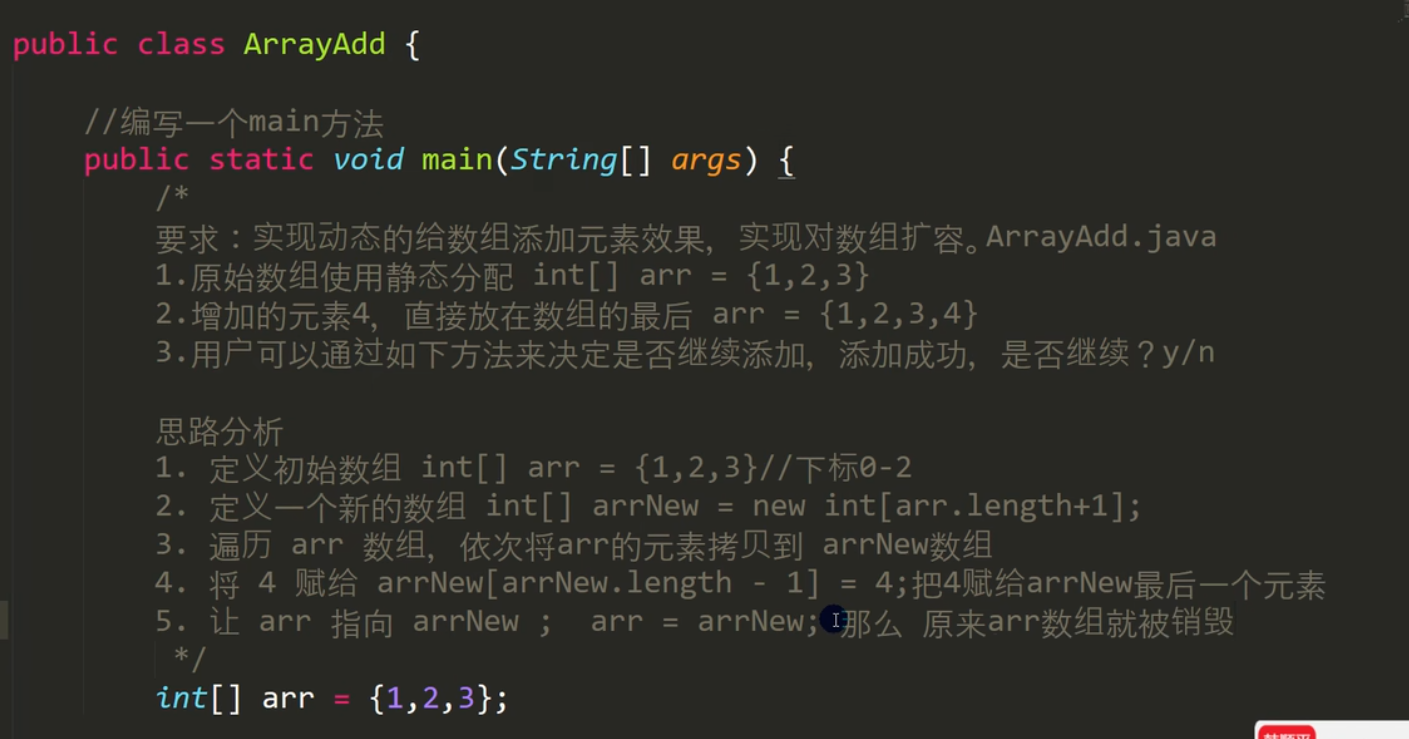 public class ArrayAdd {
//编写一个main方法
public static void main(String[] args) {
/*
要求：实现动态的给数组添加元素效果，实现对数组扩容。ArrayAdd.java
1.原始数组使用静态分配 int[] arr = {1,2,3}
2.增加的元素4，直接放在数组的最后 arr = {1,2,3,4}
3.用户可以通过如下方法来决定是否继续添加，添加成功，是否继续？y/n
思路分析
1. 定义初始数组 int[] arr = {1,2,3}//下标0-2
2. 定义一个新的数组 int[] arrNew = new int[arr.length+1];
3. 遍历 arr 数组，依次将arr的元素拷贝到 arrNew数组
4. 将 4 赋给 arrNew[arrNew.length - 1] = 4;把4赋给arrNew最后一个元素
5. 让 arr 指向 arrNew ; arr = arrNew; 那么 原来arr数组就被销毁
*/
int[] arr = {1,2,3};